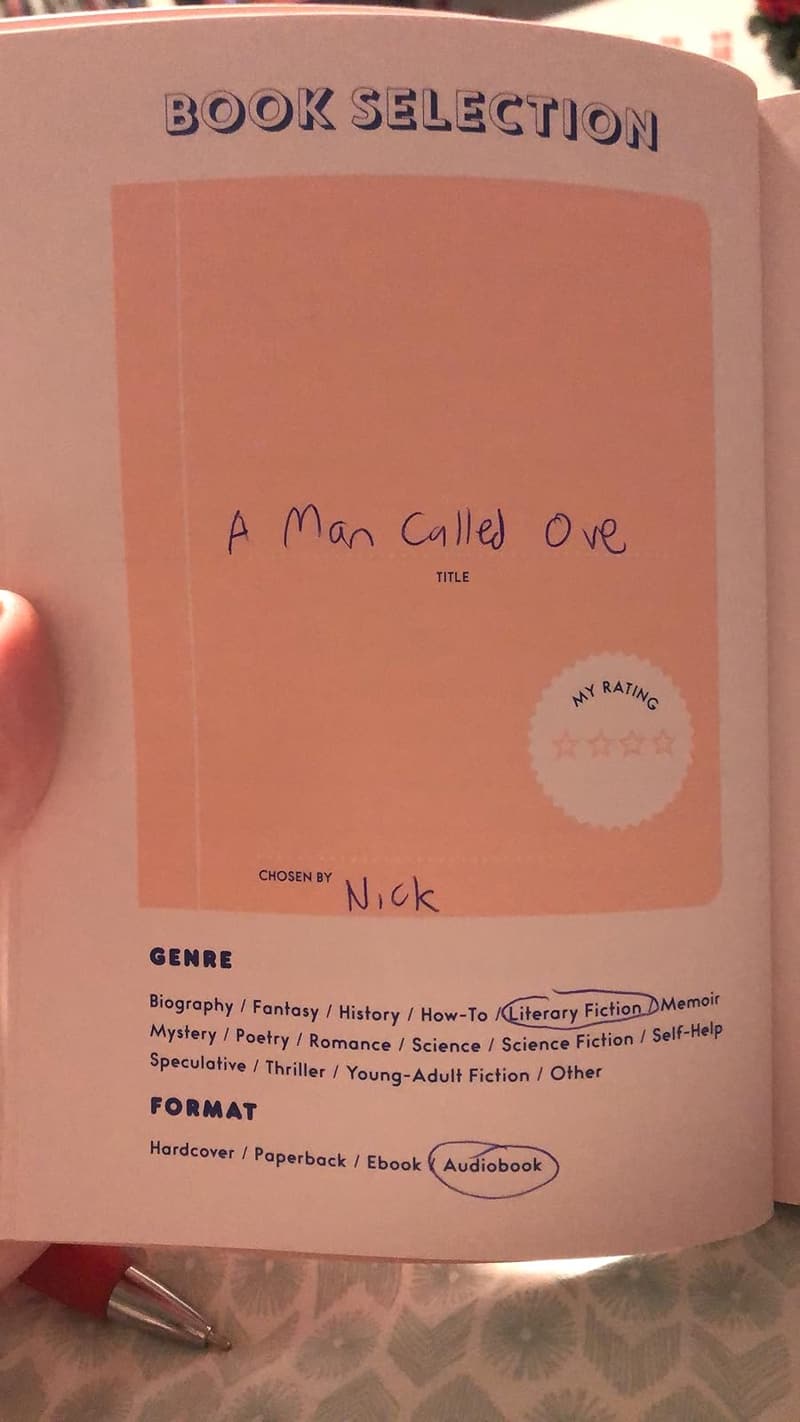 BOOK SELECTION
A Man Called Ove
TITLE
MY RATING
CHOSEN BY Nick
GENRE
Biography / Fantasy / History / How-To / Literary Fiction / Memoir
Mystery / Poetry / Romance / Science / Science Fiction / Self-Help
Speculative / Thriller / Young-Adult Fiction / Other
FORMAT
Hardcover / Paperback / Ebook / Audiobook